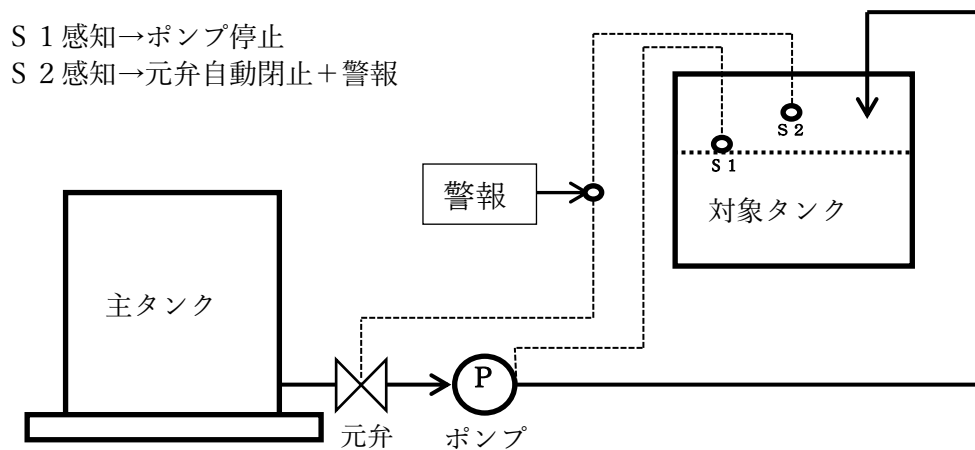 S１感知→ポンプ停止
S２感知→元弁自動閉止＋警報
S2
S1
警報
対象タンク
主タンク
P
元弁
ポンプ